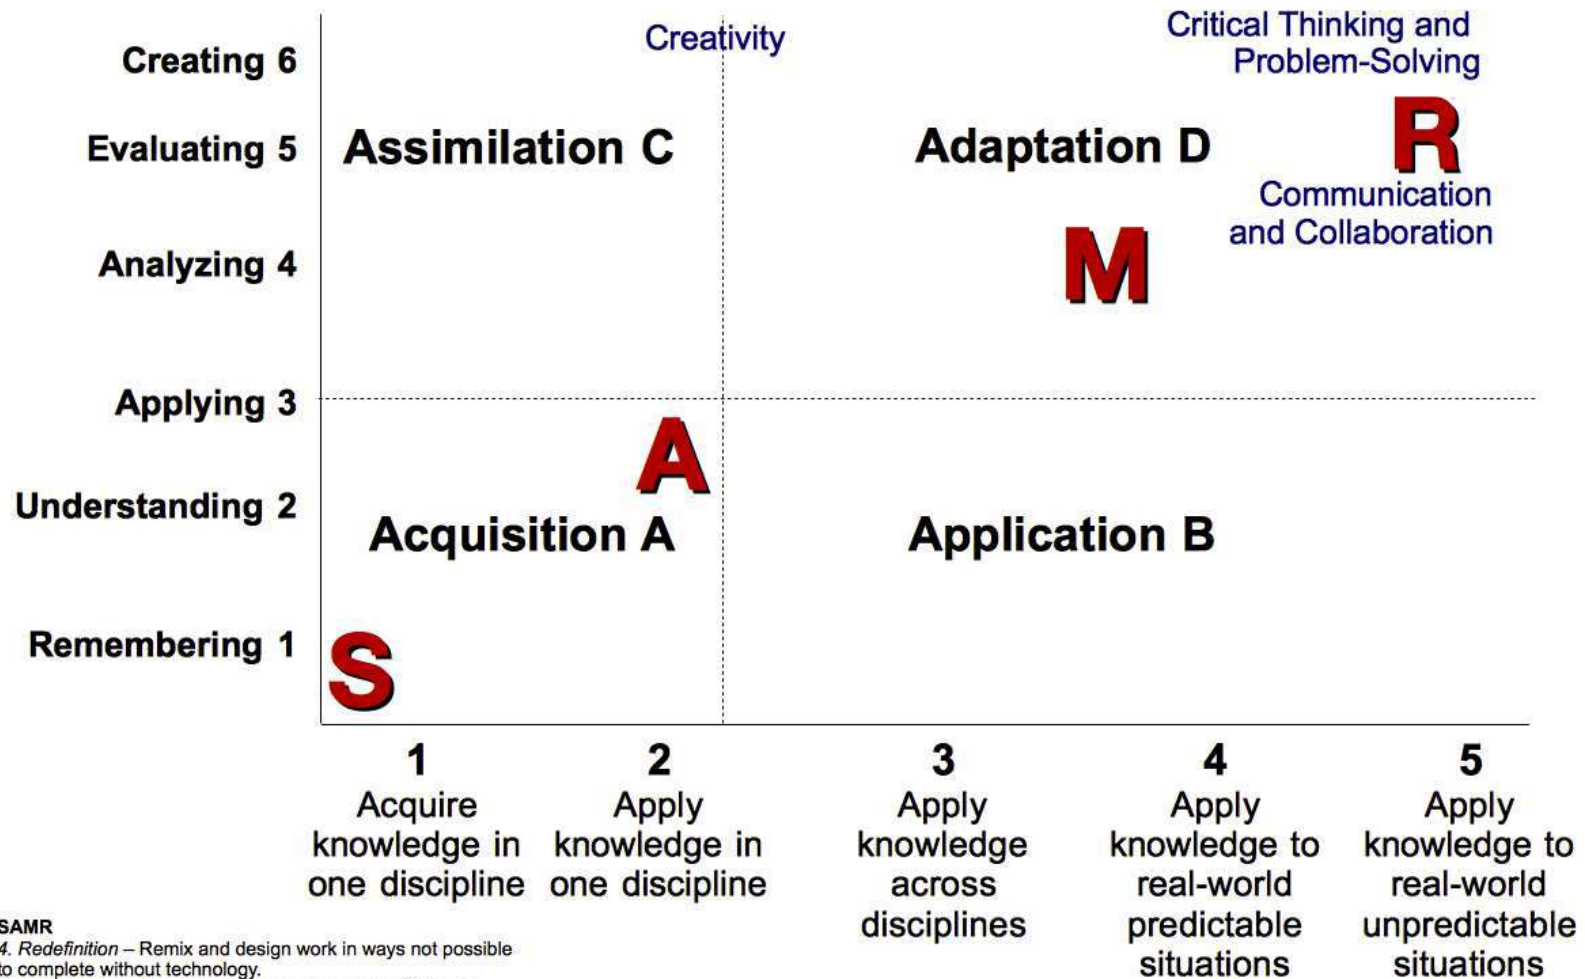 Creativity
Critical Thinking and
Problem-Solving
Creating 6
Evaluating 5
Assimilation C
Adaptation D
R
Communication
and Collaboration
Analyzing 4
M
Applying 3
A
Understanding 2
Acquisition A
Application B
Remembering 1
S
1
Acquire
knowledge in
one discipline
2
Apply
knowledge in
one discipline
3
Apply
knowledge
across
disciplines
4
Apply
knowledge to
real-world
predictable
situations
5
Apply
knowledge to
real-world
unpredictable
situations
SAMR
4. Redefinition – Remix and design work in ways not possible
to complete without technology.